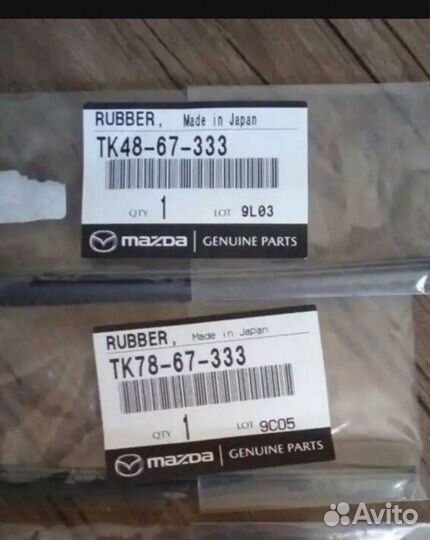 RUBBER, Made in Japan
TK48-67-333
QTY 1 LOT 9L03
mazda GENUINE PARTS
RUBBER, Made in Japan
TK78-67-333
QTY 1 LOT 9C05
mazda GENUINE PARTS
Avito